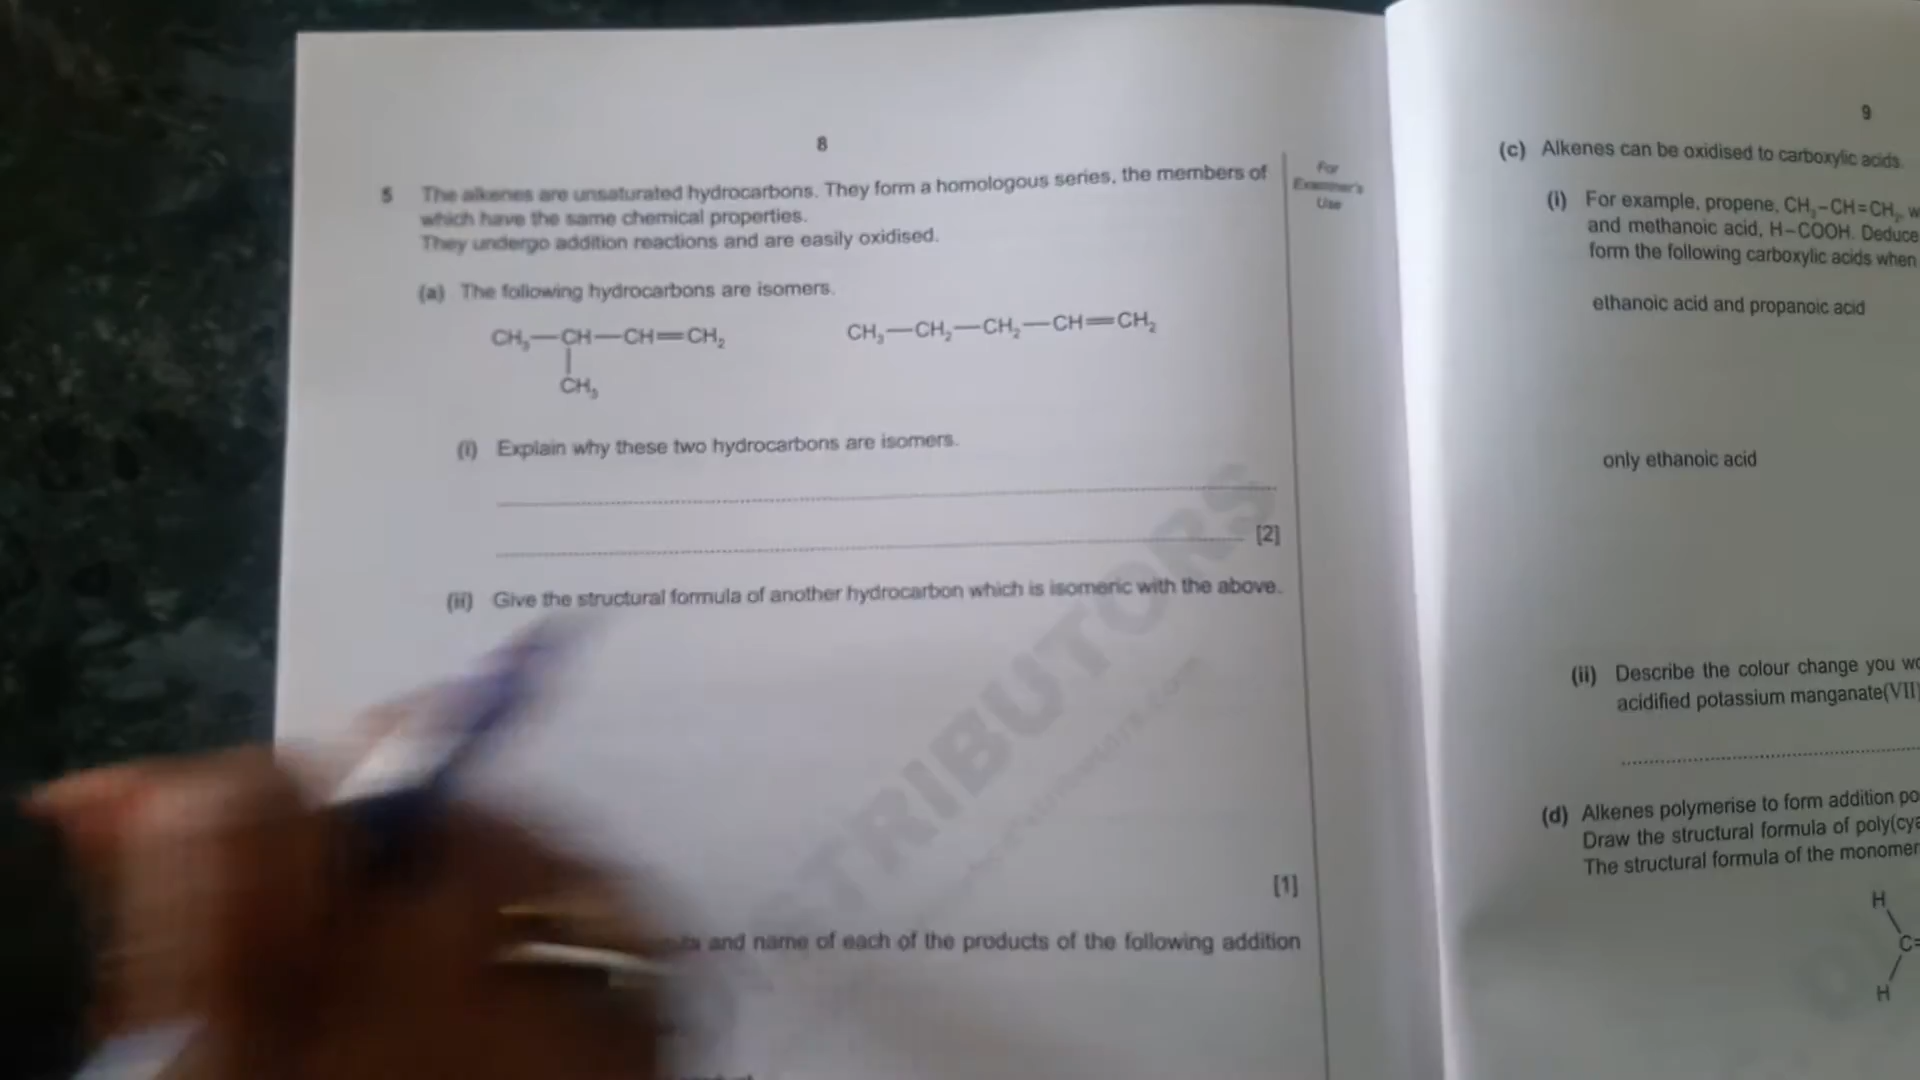 8
5 The alkenes are unsaturated hydrocarbons. They form a homologous series, the members of
which have the same chemical properties.
They undergo addition reactions and are easily oxidised.
For
Examiner's
Use
(a) The following hydrocarbons are isomers.
CH₃—CH—CH=CH₂
CH₃
CH₃—CH₂—CH₂—CH=CH₂
(i) Explain why these two hydrocarbons are isomers.
[2]
(ii) Give the structural formula of another hydrocarbon which is isomeric with the above.
[1]
and name of each of the products of the following addition
9
(c) Alkenes can be oxidised to carboxylic acids
(i) For example, propene, CH₃–CH=CH₂,
and methanoic acid, H–COOH. Deduce
form the following carboxylic acids when
ethanoic acid and propanoic acid
only ethanoic acid
(ii) Describe the colour change you
acidified potassium manganate(VII)
(d) Alkenes polymerise to form addition
Draw the structural formula of
The structural formula of the monomer
H
C=
H